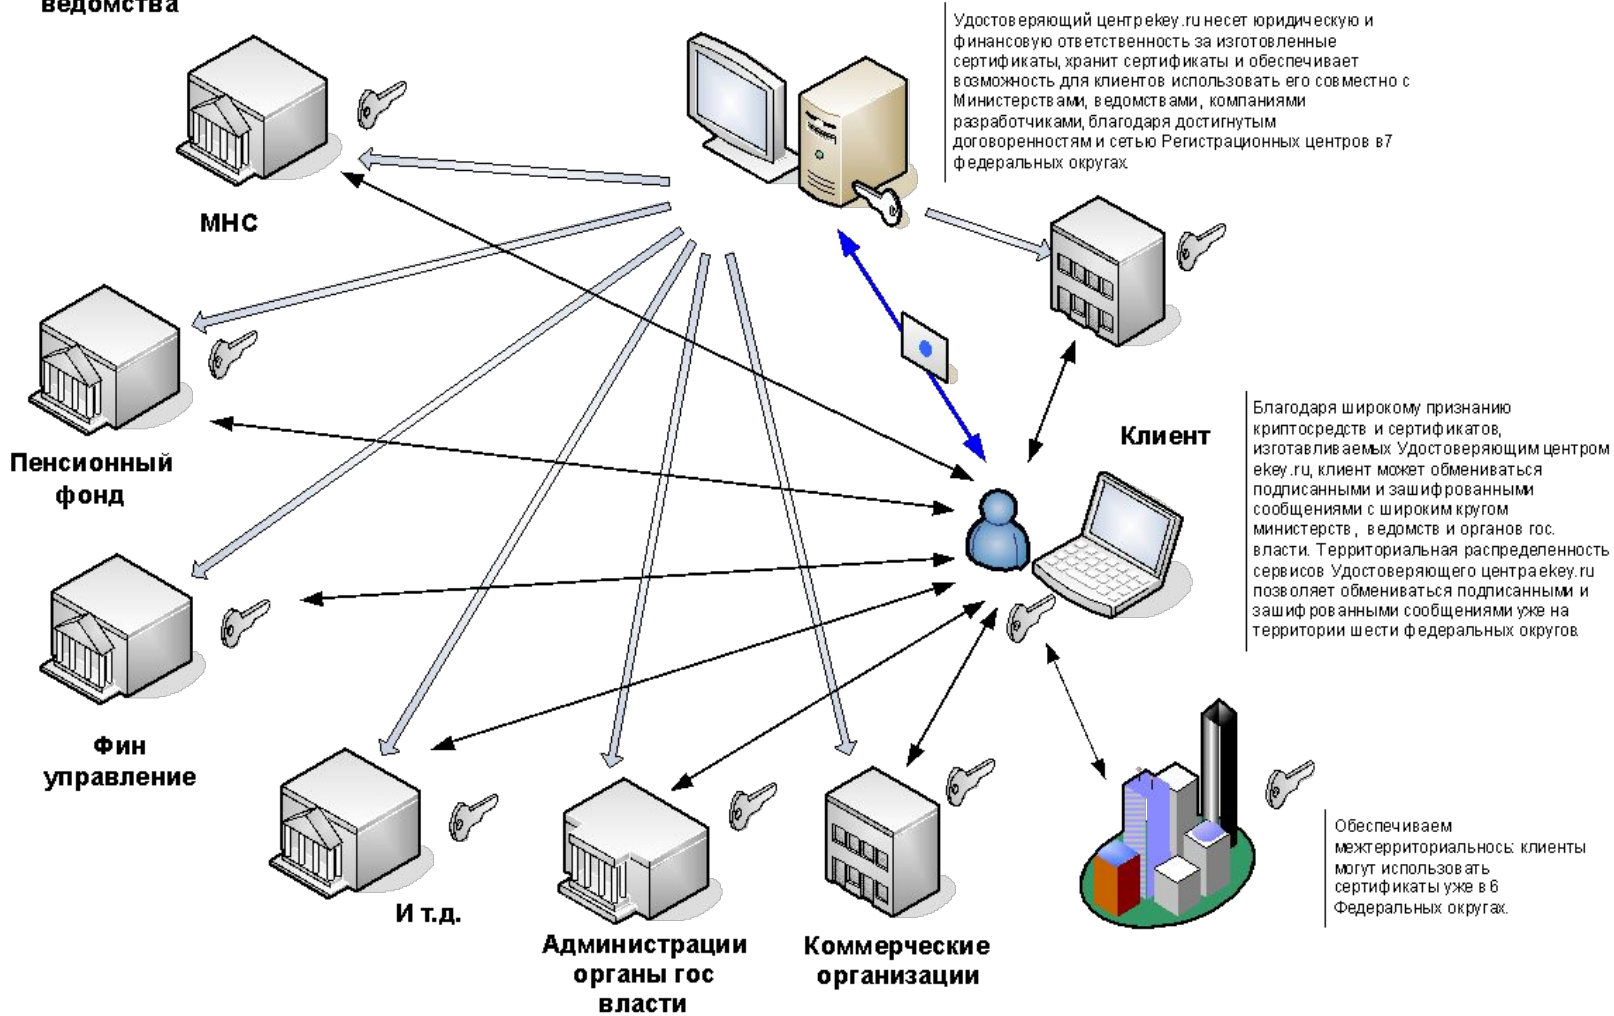 ведомства
Удостоверяющий центр ekey.ru несет юридическую и
финансовую ответственность за изготовленные
сертификаты, хранит сертификаты и обеспечивает
возможность для клиентов использовать его совместно с
Министерствами, ведомствами, компаниями
разработчиками, благодаря достигнутым
договоренностям и сетью Регистрационных центров в 7
федеральных округах.
МНС
Пенсионный
фонд
Клиент
Благодаря широкому признанию
криптосредств и сертификатов,
изготавливаемых Удостоверяющим центром
ekey.ru, клиент может обмениваться
подписанными и зашифрованными
сообщениями с широким кругом
министерств, ведомств и органов гос.
власти. Территориальная распределенность
сервисов Удостоверяющего центра ekey.ru
позволяет обмениваться подписанными и
зашифрованными сообщениями уже на
территории шести федеральных округов.
Фин
управление
И т.д.
Администрации
органы гос
власти
Коммерческие
организации
Обеспечиваем
межтерриториальнось: клиенты
могут использовать
сертификаты уже в 6
Федеральных округах.